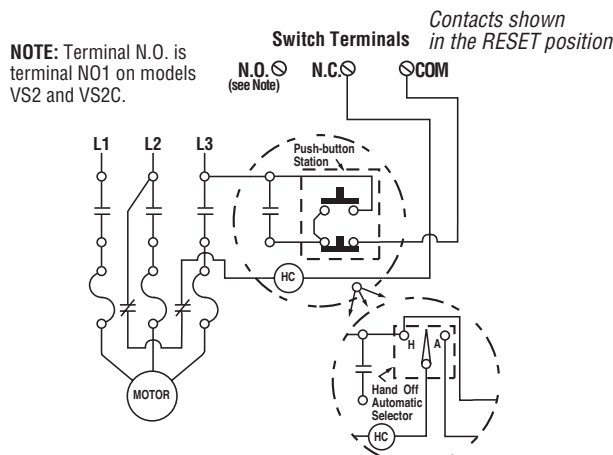 NOTE: Terminal N.O. is
terminal NO1 on models
VS2 and VS2C.
Switch Terminals
Contacts shown
in the RESET position
N.O.
(see Note)
N.C.
COM
L1
L2
L3
Push-button
Station
HC
MOTOR
H
A
Hand Off
Automatic
Selector
HC